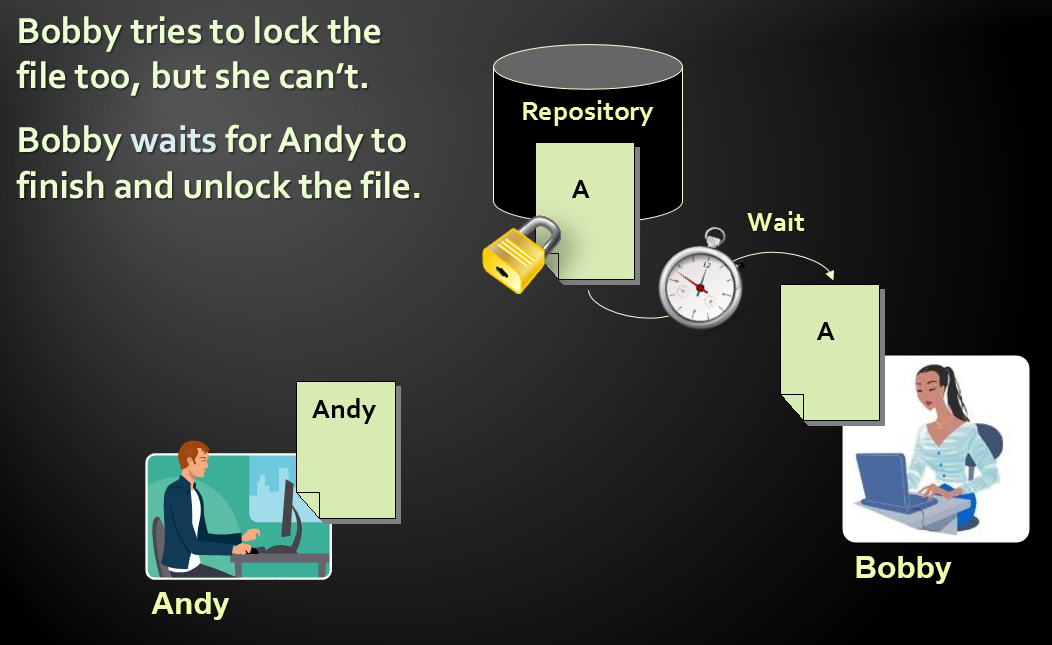 Bobby tries to lock the
file too, but she can’t.
Bobby waits for Andy to
finish and unlock the file.
Repository
A
Wait
12
A
Andy
Bobby
Andy